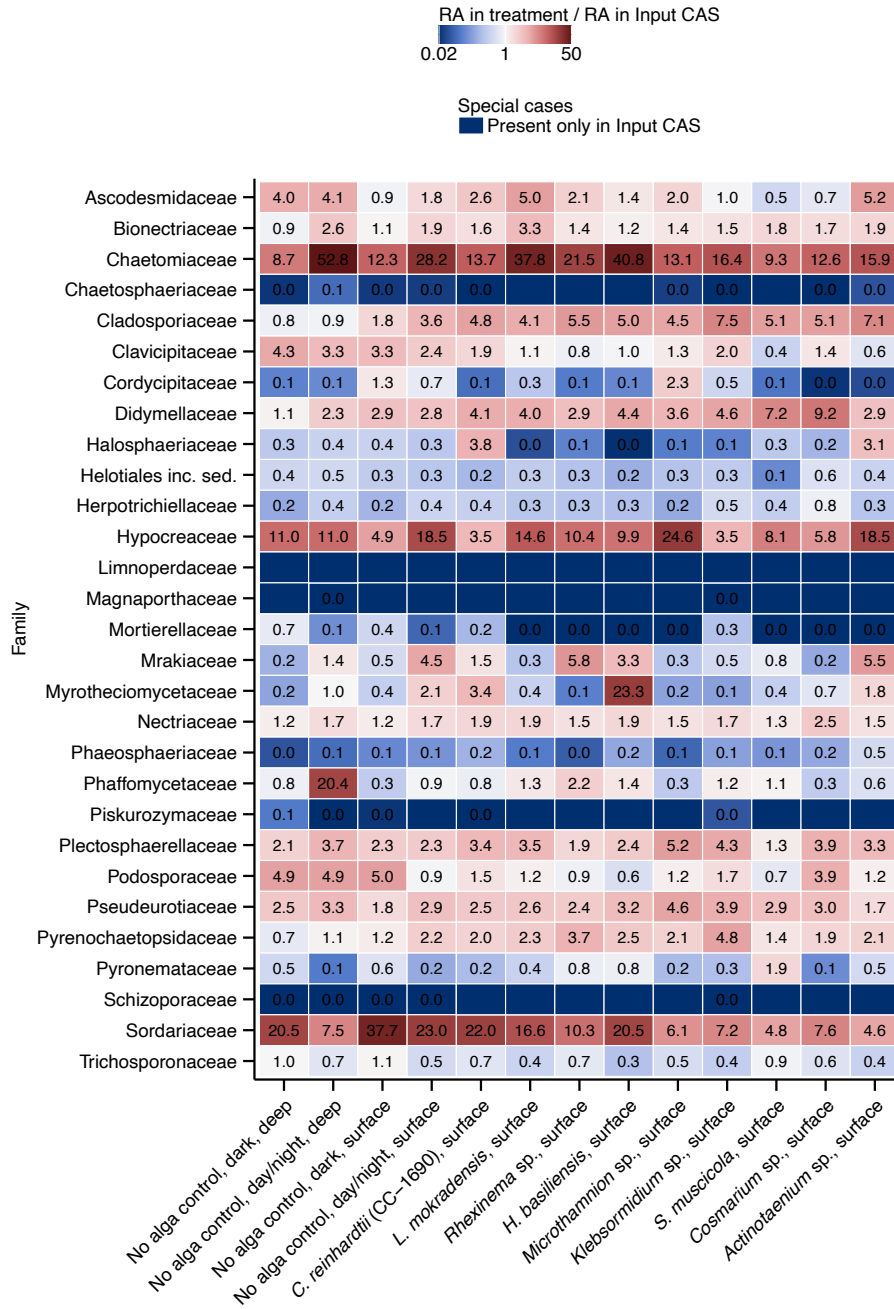 RA in treatment / RA in Input CAS
0.02 1 50
Special cases
Present only in Input CAS
Family
Ascodesmidaceae 4.0 4.1 0.9 1.8 2.6 5.0 2.1 1.4 2.0 1.0 0.5 0.7 5.2
Bionectriaceae 0.9 2.6 1.1 1.9 1.6 3.3 1.4 1.2 1.4 1.5 1.8 1.7 1.9
Chaetomiaceae 8.7 52.8 12.3 28.2 13.7 37.8 21.5 40.8 13.1 16.4 9.3 12.6 15.9
Chaetosphaeriaceae 0.0 0.1 0.0 0.0 0.0 0.0 0.0 0.0 0.0
Cladosporiaceae 0.8 0.9 1.8 3.6 4.8 4.1 5.5 5.0 4.5 7.5 5.1 5.1 7.1
Clavicipitaceae 4.3 3.3 3.3 2.4 1.9 1.1 0.8 1.0 1.3 2.0 0.4 1.4 0.6
Cordycipitaceae 0.1 0.1 1.3 0.7 0.1 0.3 0.1 0.1 2.3 0.5 0.1 0.0 0.0
Didymellaceae 1.1 2.3 2.9 2.8 4.1 4.0 2.9 4.4 3.6 4.6 7.2 9.2 2.9
Halosphaeriaceae 0.3 0.4 0.4 0.3 3.8 0.0 0.1 0.0 0.1 0.1 0.3 0.2 3.1
Helotiales inc. sed. 0.4 0.5 0.3 0.3 0.2 0.3 0.3 0.2 0.3 0.3 0.1 0.6 0.4
Herpotrichiellaceae 0.2 0.4 0.2 0.4 0.4 0.3 0.3 0.3 0.2 0.5 0.4 0.8 0.3
Hypocreaceae 11.0 11.0 4.9 18.5 3.5 14.6 10.4 9.9 24.6 3.5 8.1 5.8 18.5
Limnoperdaceae
Magnaporthaceae 0.0 0.0
Mortierellaceae 0.7 0.1 0.4 0.1 0.2 0.0 0.0 0.0 0.0 0.3 0.0 0.0 0.0
Mrakiaceae 0.2 1.4 0.5 4.5 1.5 0.3 5.8 3.3 0.3 0.5 0.8 0.2 5.5
Myrotheciomycetaceae 0.2 1.0 0.4 2.1 3.4 0.4 0.1 23.3 0.2 0.1 0.4 0.7 1.8
Nectriaceae 1.2 1.7 1.2 1.7 1.9 1.9 1.5 1.9 1.5 1.7 1.3 2.5 1.5
Phaeosphaeriaceae 0.0 0.1 0.1 0.1 0.2 0.1 0.0 0.2 0.1 0.1 0.1 0.2 0.5
Phaffomycetaceae 0.8 20.4 0.3 0.9 0.8 1.3 2.2 1.4 0.3 1.2 1.1 0.3 0.6
Piskurozymaceae 0.1 0.0 0.0 0.0 0.0
Plectosphaerellaceae 2.1 3.7 2.3 2.3 3.4 3.5 1.9 2.4 5.2 4.3 1.3 3.9 3.3
Podosporaceae 4.9 4.9 5.0 0.9 1.5 1.2 0.9 0.6 1.2 1.7 0.7 3.9 1.2
Pseudeurotiaceae 2.5 3.3 1.8 2.9 2.5 2.6 2.4 3.2 4.6 3.9 2.9 3.0 1.7
Pyrenochaetopsidaceae 0.7 1.1 1.2 2.2 2.0 2.3 3.7 2.5 2.1 4.8 1.4 1.9 2.1
Pyronemataceae 0.5 0.1 0.6 0.2 0.2 0.4 0.8 0.8 0.2 0.3 1.9 0.1 0.5
Schizoporaceae 0.0 0.0 0.0 0.0 0.0
Sordariaceae 20.5 7.5 37.7 23.0 22.0 16.6 10.3 20.5 6.1 7.2 4.8 7.6 4.6
Trichosporonaceae 1.0 0.7 1.1 0.5 0.7 0.4 0.7 0.3 0.5 0.4 0.9 0.6 0.4
No alga control, dark, deep
No alga control, day/night, deep
No alga control, dark, surface
No alga control, day/night, surface
C. reinhardtii (CC−1690), surface
L. mokradensis, surface
Rhexinema sp., surface
H. basiliensis, surface
Microthamnion sp., surface
Klebsormidium sp., surface
S. muscicola, surface
Cosmarium sp., surface
Actinotaenium sp., surface